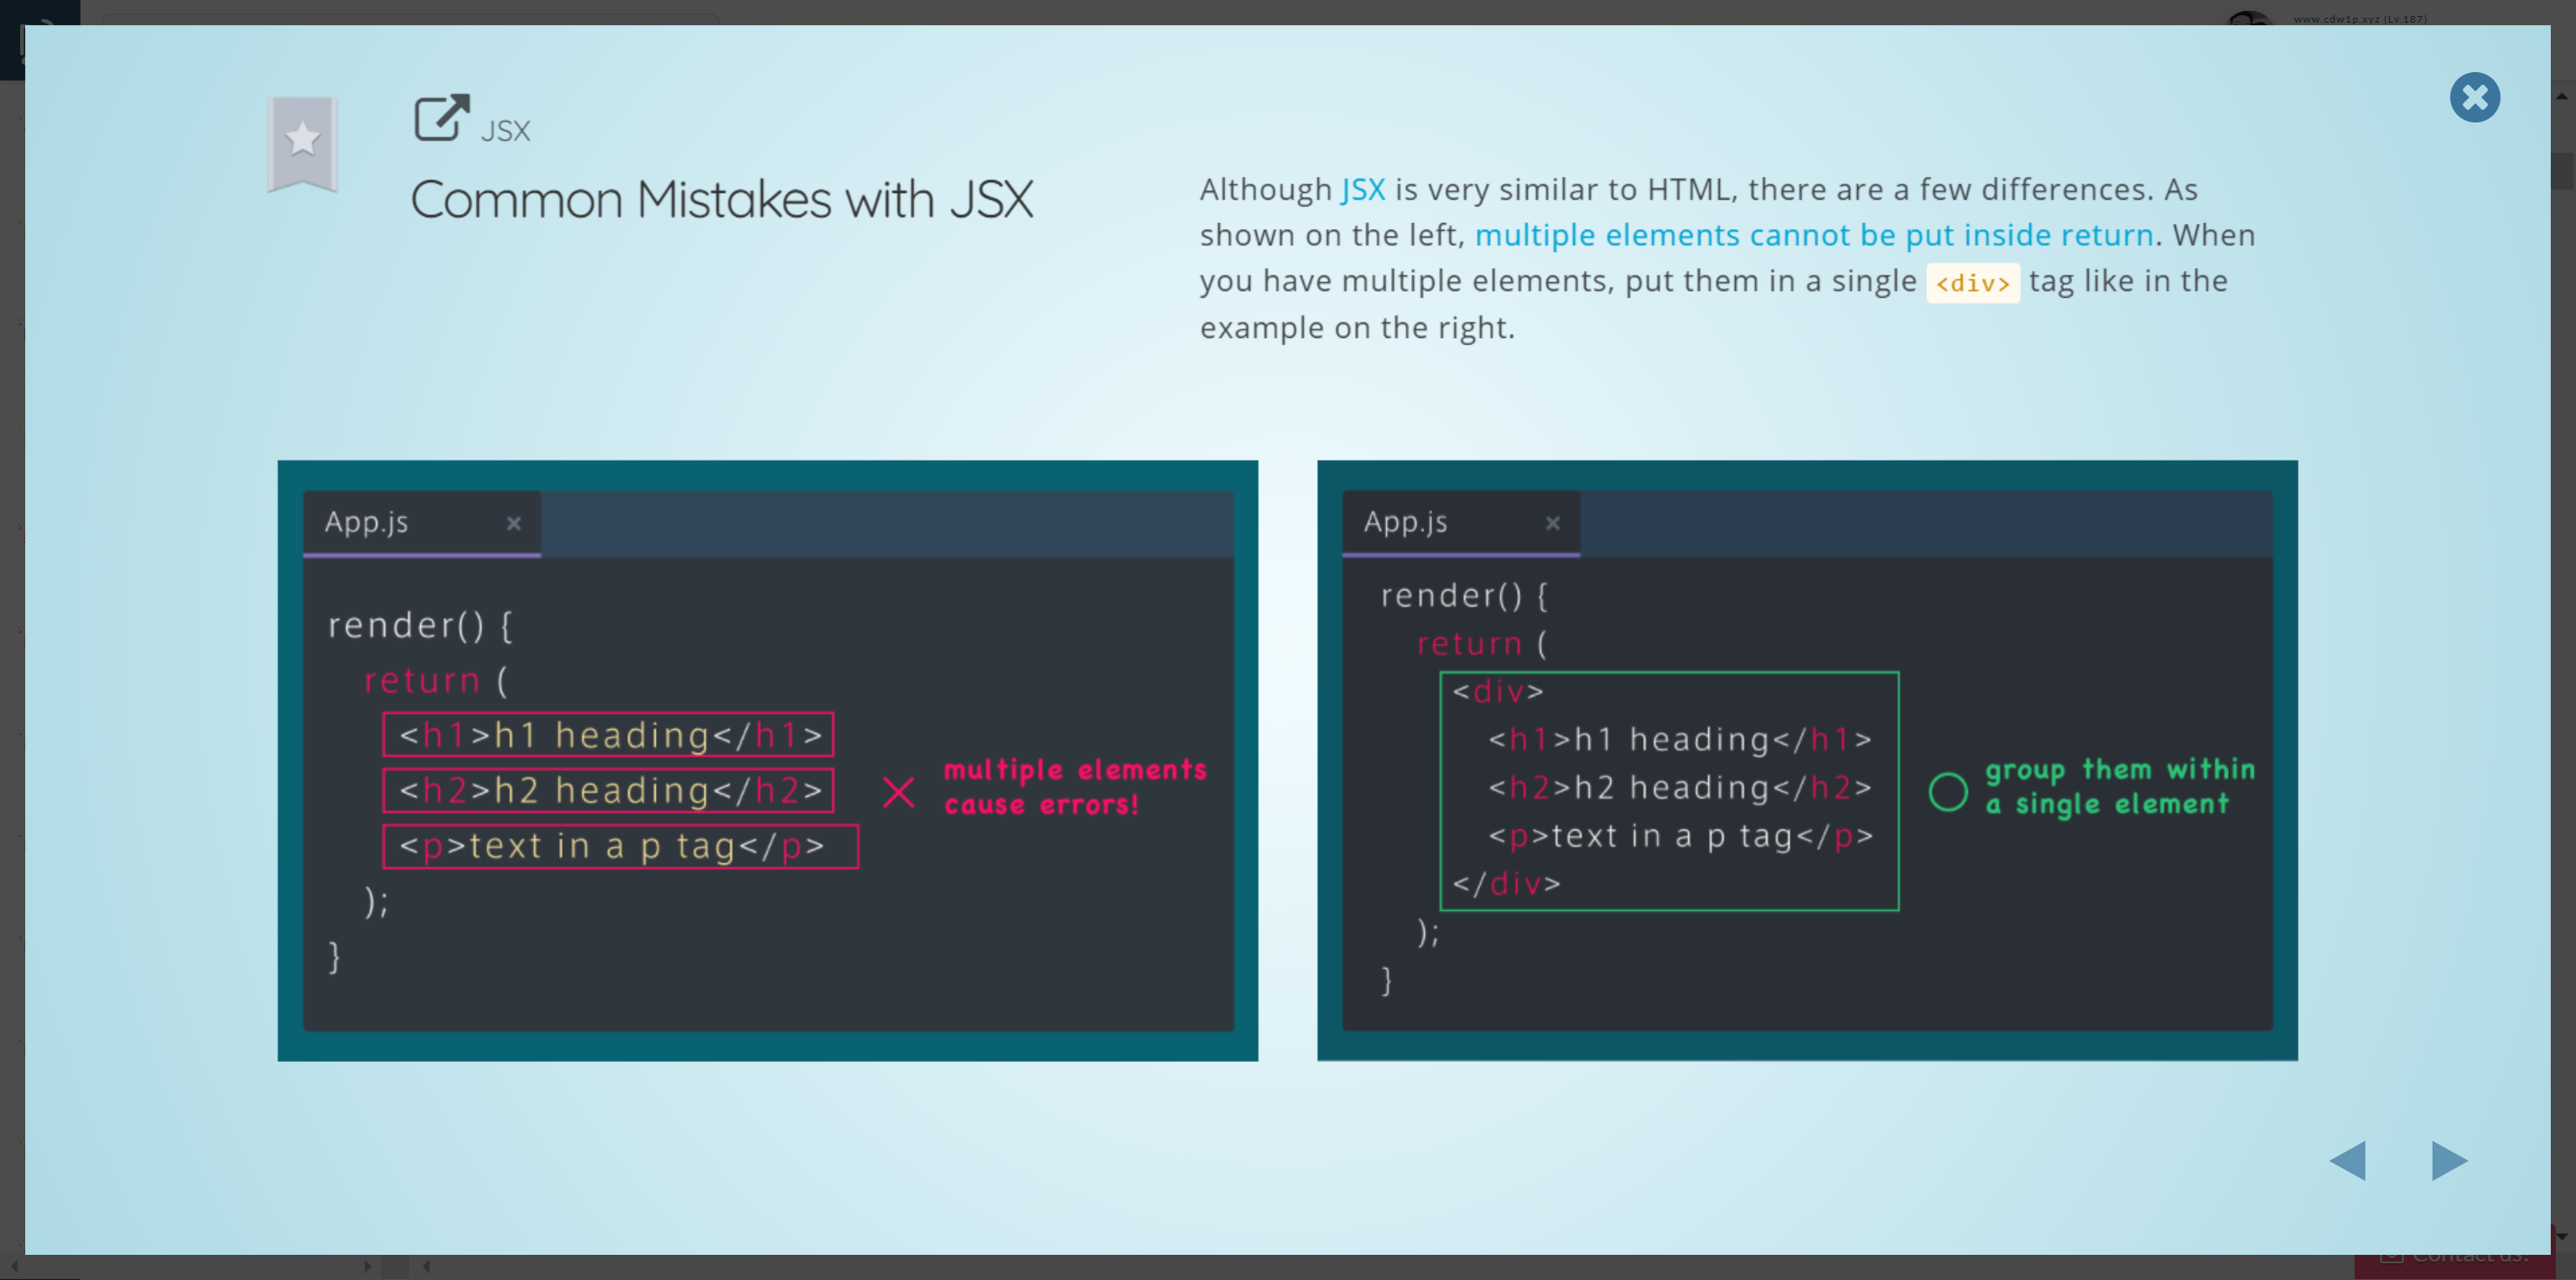 www.cdw1p.xyz (Lv.187)
JSX
Common Mistakes with JSX
Although JSX is very similar to HTML, there are a few differences. As
shown on the left, multiple elements cannot be put inside return. When
you have multiple elements, put them in a single <div> tag like in the
example on the right.
App.js
render() {
return (
<h1>h1 heading</h1>
<h2>h2 heading</h2>
<p>text in a p tag</p>
);
}
multiple elements
cause errors!
App.js
render() {
return (
<div>
<h1>h1 heading</h1>
<h2>h2 heading</h2>
<p>text in a p tag</p>
</div>
);
}
group them within
a single element
Contact us!